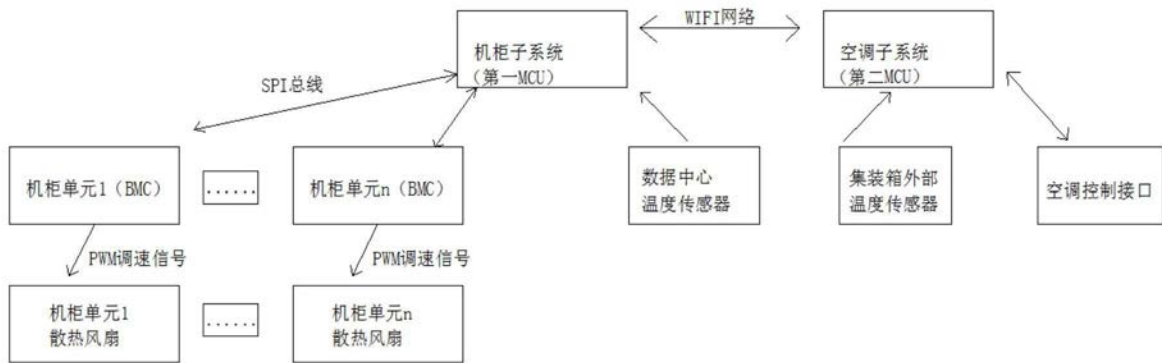 WIFI网络
机柜子系统
(第一MCU)
空调子系统
(第二MCU)
SPI总线
机柜单元1（BMC）
......
机柜单元n（BMC）
数据中心
温度传感器
集装箱外部
温度传感器
空调控制接口
PWM调速信号
PWM调速信号
机柜单元1
散热风扇
......
机柜单元n
散热风扇